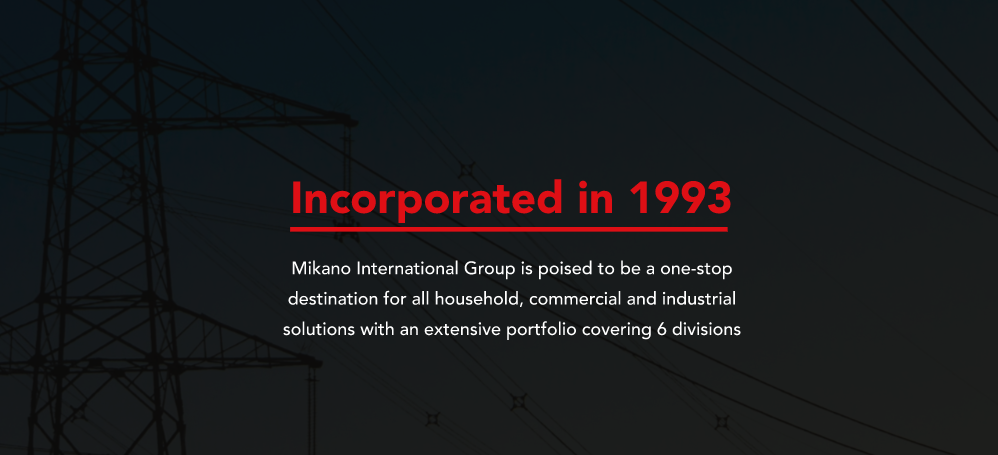 Incorporated in 1993
Mikano International Group is poised to be a one-stop
destination for all household, commercial and industrial
solutions with an extensive portfolio covering 6 divisions